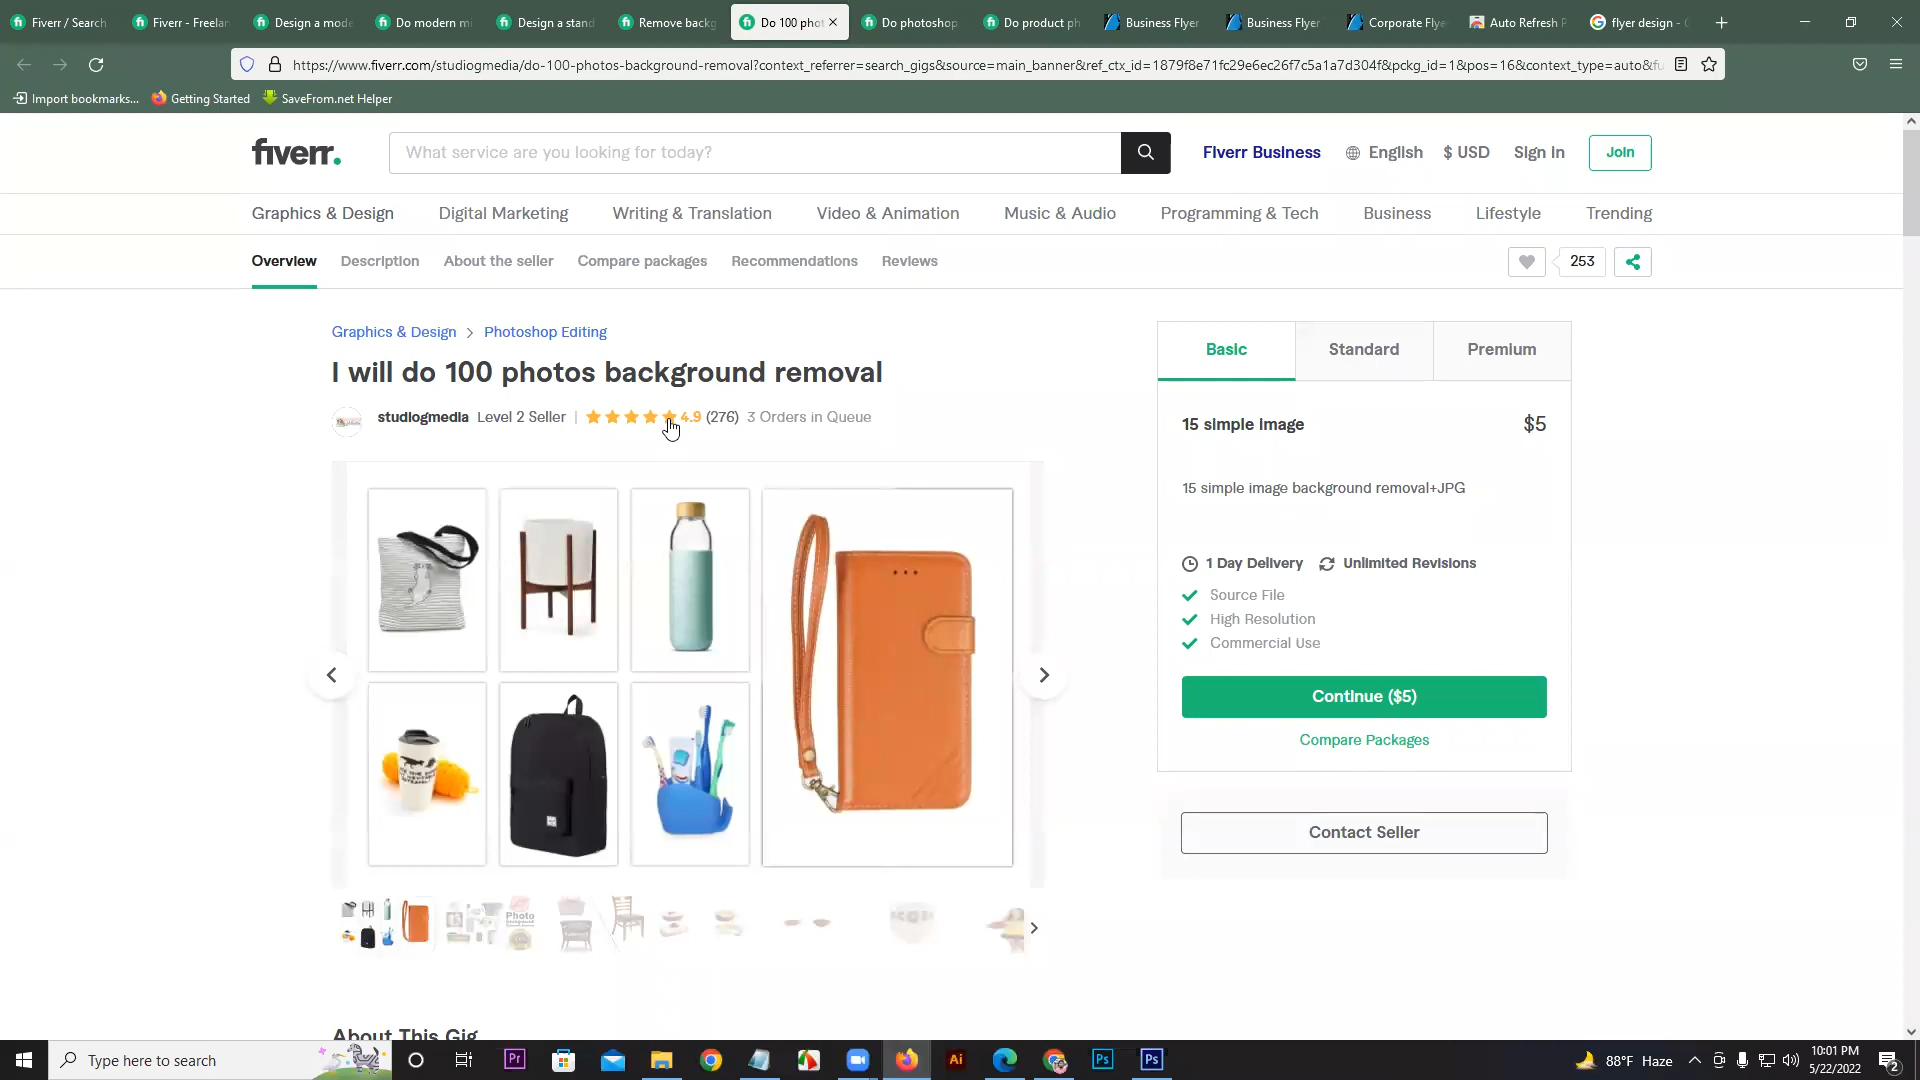 Fiverr / Search
Fiverr - Freelan
Design a mode
Do modern mi
Design a stand
Remove backg
Do 100 phot
Do photoshop
Do product ph
Business Flyer
Business Flyer
Corporate Flye
Auto Refresh P
flyer design - G
https://www.fiverr.com/studiogmedia/do-100-photos-background-removal?context_referrer=search_gigs&source=main_banner&ref_ctx_id=1879f8e71fc29e6ec26f7c5a1a7d304f&pckg_id=1&pos=16&context_type=auto&fu
Import bookmarks... Getting Started SaveFrom.net Helper
fiverr.
What service are you looking for today?
Fiverr Business English $ USD Sign in Join
Graphics & Design Digital Marketing Writing & Translation Video & Animation Music & Audio Programming & Tech Business Lifestyle Trending
Overview Description About the seller Compare packages Recommendations Reviews 253
Graphics & Design > Photoshop Editing
I will do 100 photos background removal
studiogmedia Level 2 Seller | 4.9 (276) 3 Orders in Queue
Basic Standard Premium
15 simple image $5
15 simple image background removal+JPG
1 Day Delivery Unlimited Revisions
Source File
High Resolution
Commercial Use
Continue ($5)
Compare Packages
Contact Seller
Photo
About This Gig
Type here to search
Pr
Ai
Ps
Ps
88°F Haze
10:01 PM
5/22/2022
2